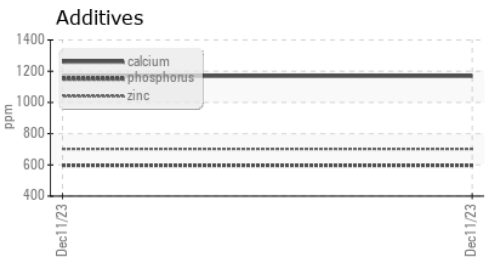 Additives
1400
1200
1000
800
600
400
ppm
calcium
phosphorus
zinc
Dec11/23
Dec11/23